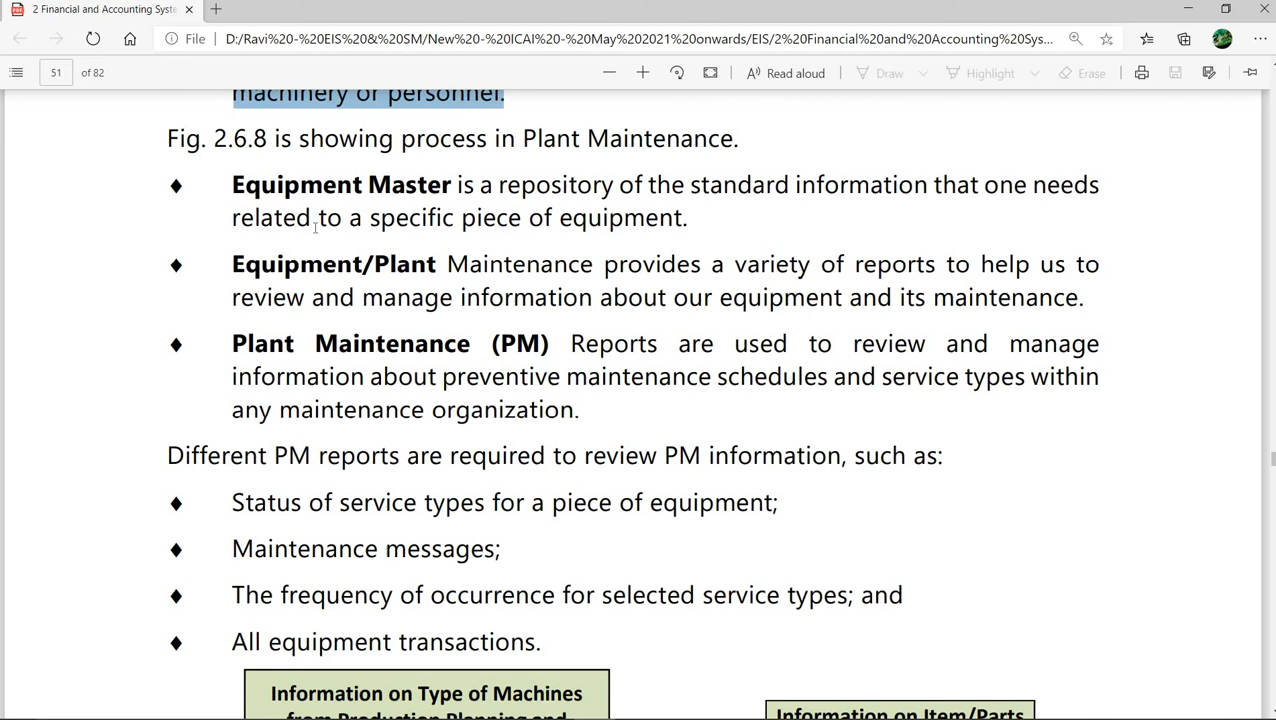 2 Financial and Accounting Syste
File
D:/Ravi%20-%20EIS%20&%20SM/New%20-%20ICAI%20-%20May%202021%20onwards/EIS/2%20Financial%20and%20Accounting%20Sys...
51 of 82
Read aloud
Draw
Highlight
Erase
machinery or personnel.
Fig. 2.6.8 is showing process in Plant Maintenance.
♦ Equipment Master is a repository of the standard information that one needs
related to a specific piece of equipment.
♦ Equipment/Plant Maintenance provides a variety of reports to help us to
review and manage information about our equipment and its maintenance.
♦ Plant Maintenance (PM) Reports are used to review and manage
information about preventive maintenance schedules and service types within
any maintenance organization.
Different PM reports are required to review PM information, such as:
♦ Status of service types for a piece of equipment;
♦ Maintenance messages;
♦ The frequency of occurrence for selected service types; and
♦ All equipment transactions.
Information on Type of Machines
from Production Planning and
Information on Item/Parts